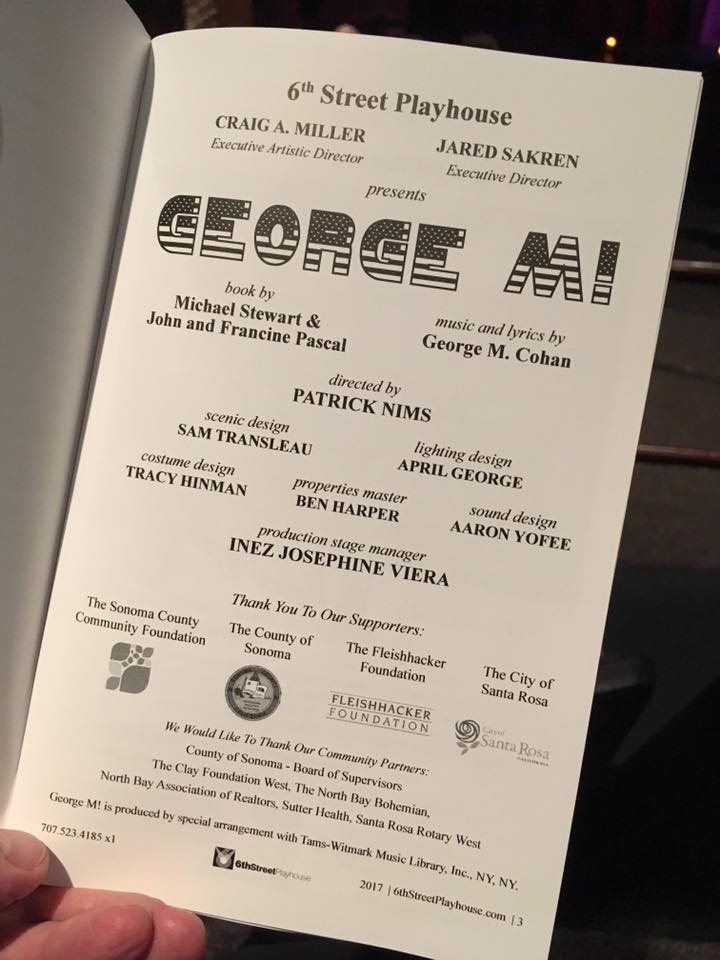 6th Street Playhouse
CRAIG A. MILLER
Executive Artistic Director
JARED SAKREN
Executive Director
presents
GEORGE M!
book by
Michael Stewart &
John and Francine Pascal
music and lyrics by
George M. Cohan
directed by
PATRICK NIMS
scenic design
SAM TRANSLEAU
lighting design
APRIL GEORGE
costume design
TRACY HINMAN
properties master
BEN HARPER
sound design
AARON YOFEE
production stage manager
INEZ JOSEPHINE VIERA
Thank You To Our Supporters:
The Sonoma County
Community Foundation
The County of
Sonoma
The Fleishhacker
Foundation
The City of
Santa Rosa
FLEISHHACKER
FOUNDATION
City of
Santa Rosa
CALIFORNIA
We Would Like To Thank Our Community Partners:
County of Sonoma - Board of Supervisors
The Clay Foundation West, The North Bay Bohemian,
North Bay Association of Realtors, Sutter Health, Santa Rosa Rotary West
George M! is produced by special arrangement with Tams-Witmark Music Library, Inc., NY, NY.
707.523.4185 x1
6thStreetPlayhouse
2017 | 6thStreetPlayhouse.com | 3